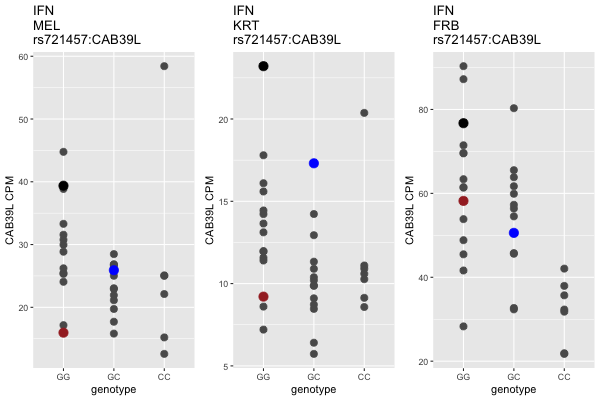 IFN
MEL
rs721457:CAB39L
CAB39L CPM
60
50
40
30
20
GG GC CC
genotype
IFN
KRT
rs721457:CAB39L
CAB39L CPM
20
15
10
5
GG GC CC
genotype
IFN
FRB
rs721457:CAB39L
CAB39L CPM
80
60
40
20
GG GC CC
genotype